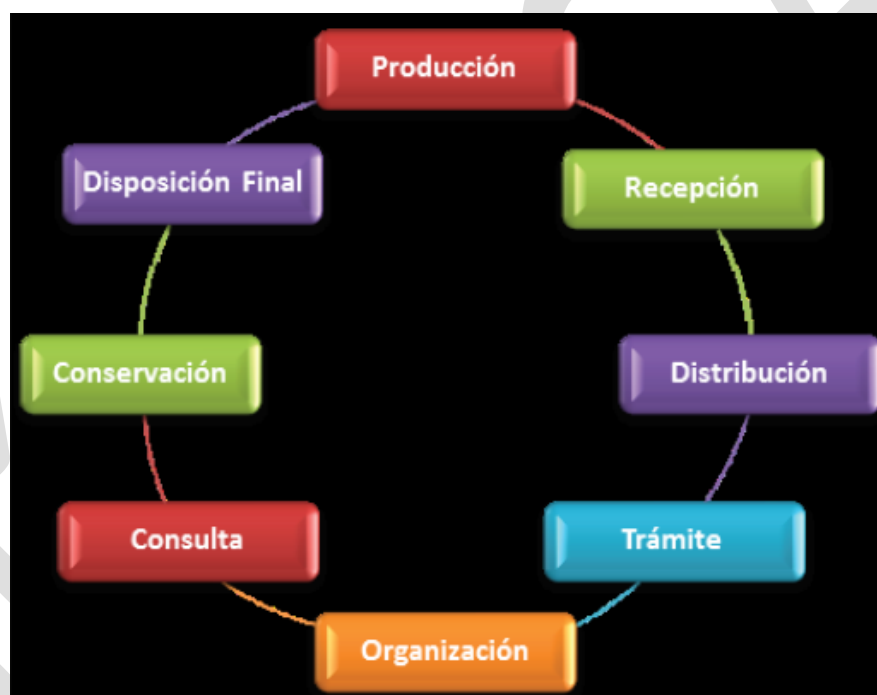 Producción
Recepción
Distribución
Trámite
Organización
Consulta
Conservación
Disposición Final